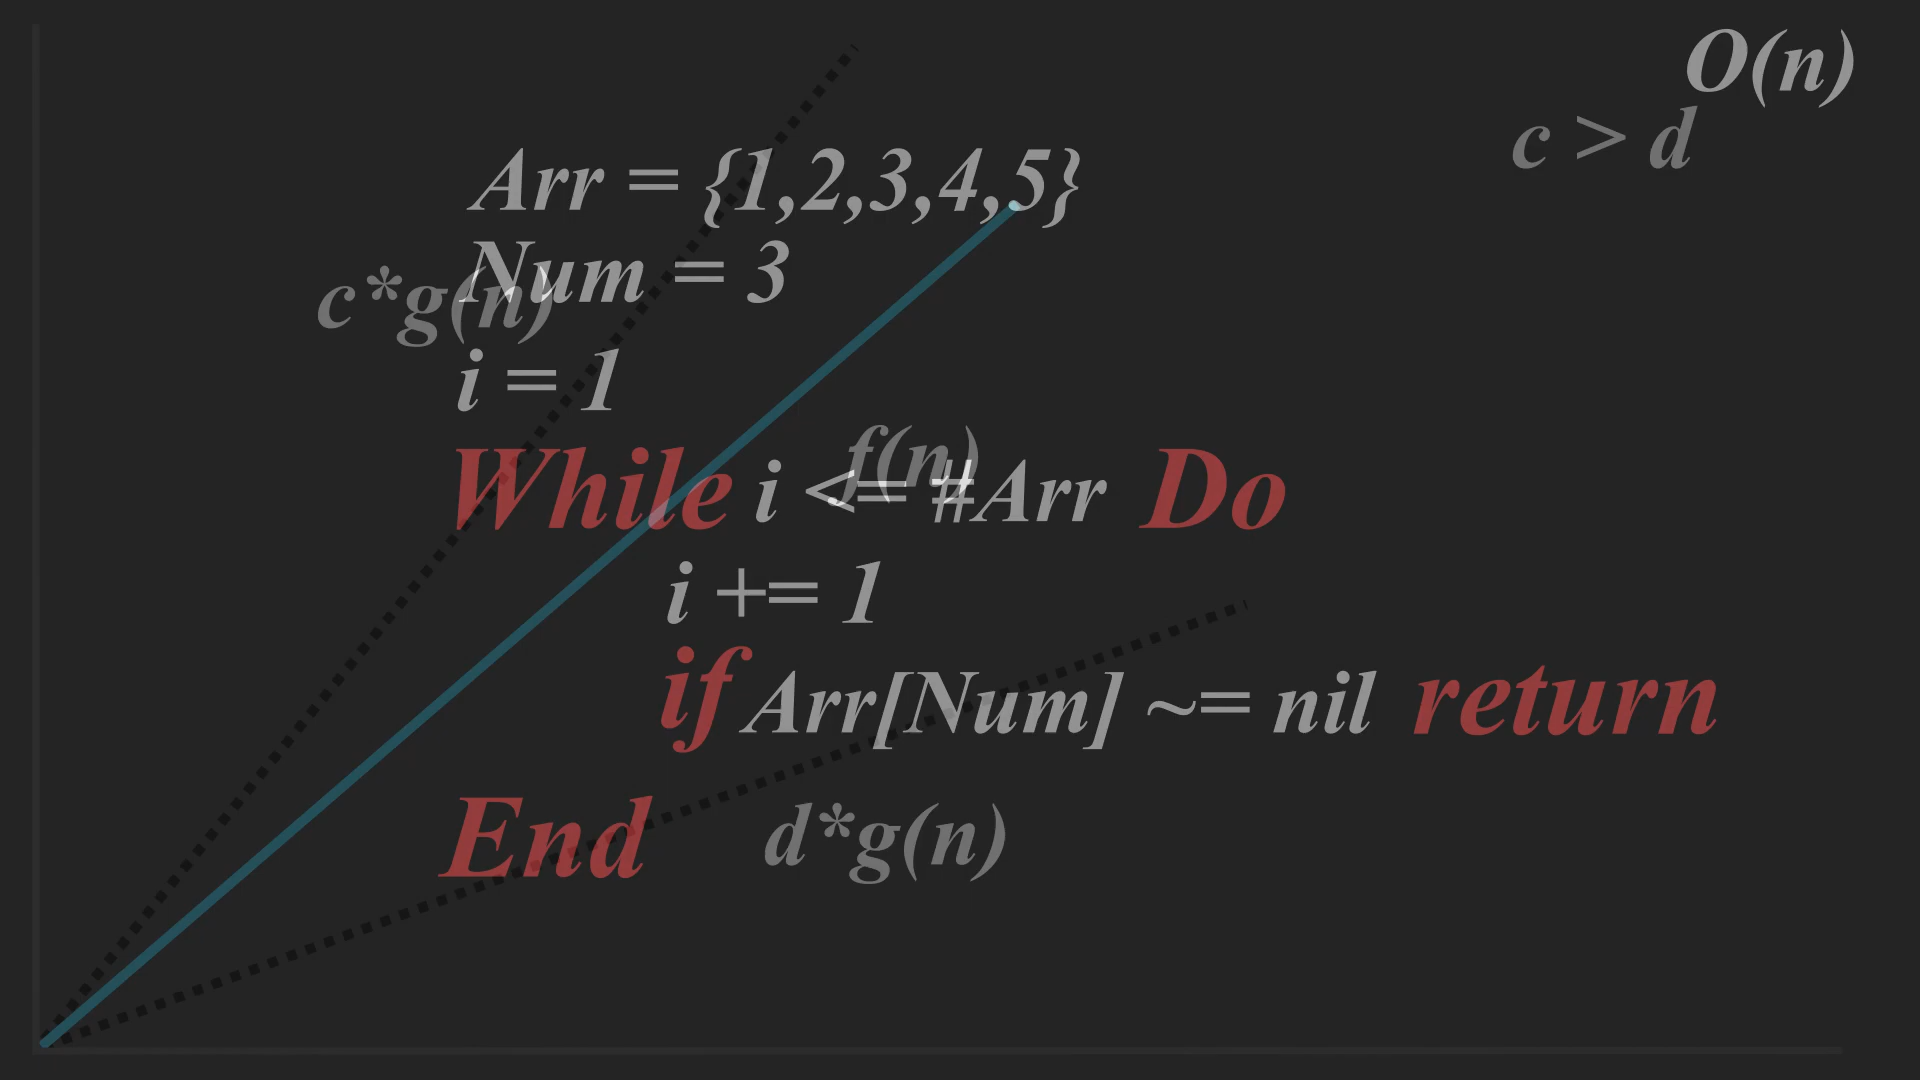 O(n)
c > d
Arr = {1,2,3,4,5}
Num = 3
c*g(n)
i = 1
f(n)
While i <= #Arr Do
i += 1
if Arr[Num] ~= nil return
End
d*g(n)